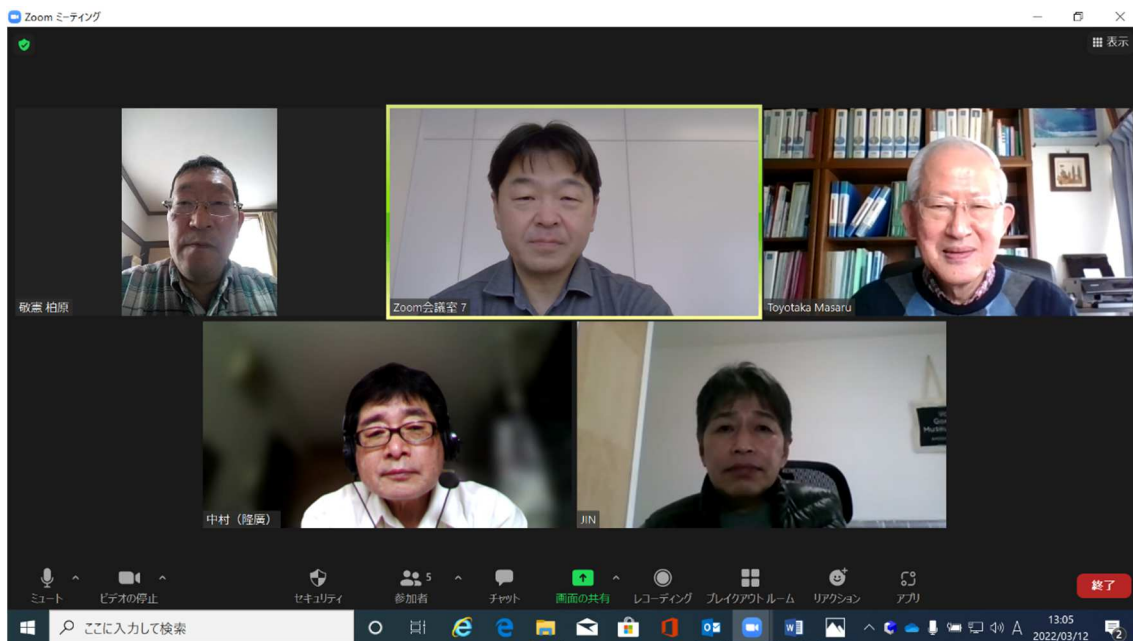 Zoom ミーティング
表示
敬憲 柏原
Zoom会議室 7
Toyotaka Masaru
中村（隆廣）
JIN
ミュート
ビデオの停止
セキュリティ
参加者
5
チャット
画面の共有
レコーディング
ブレイクアウト ルーム
リアクション
アプリ
終了
ここに入力して検索
A
13:05
2022/03/12
2